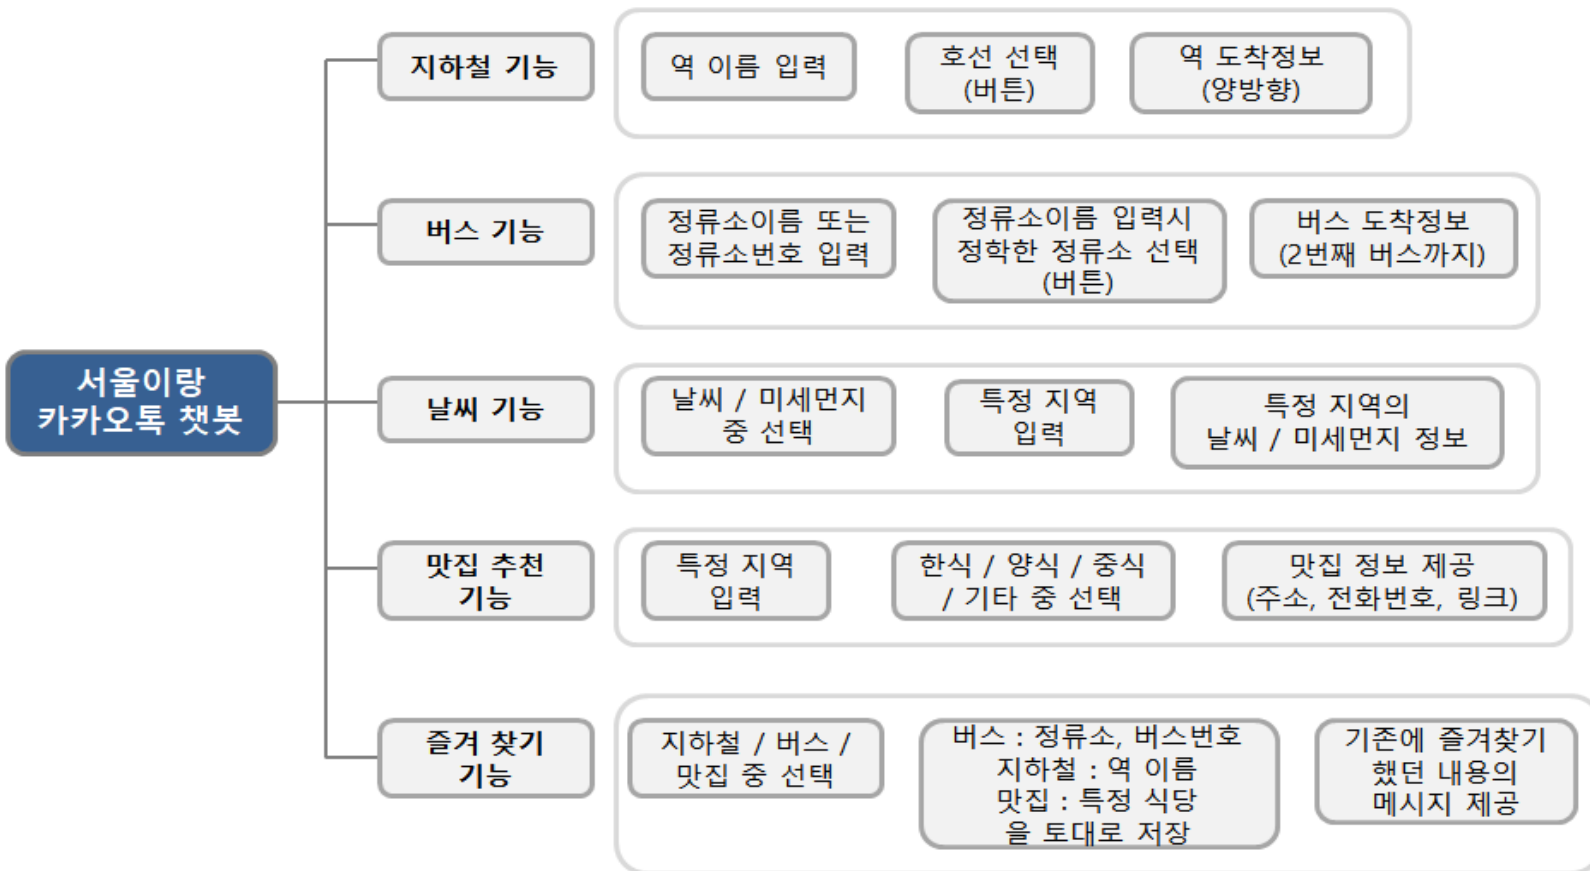 서울이랑
카카오톡 챗봇
지하철 기능
역 이름 입력
호선 선택
(버튼)
역 도착정보
(양방향)
버스 기능
정류소이름 또는
정류소번호 입력
정류소이름 입력시
정학한 정류소 선택
(버튼)
버스 도착정보
(2번째 버스까지)
날씨 기능
날씨 / 미세먼지
중 선택
특정 지역
입력
특정 지역의
날씨 / 미세먼지 정보
맛집 추천
기능
특정 지역
입력
한식 / 양식 / 중식
/ 기타 중 선택
맛집 정보 제공
(주소, 전화번호, 링크)
즐겨 찾기
기능
지하철 / 버스 /
맛집 중 선택
버스 : 정류소, 버스번호
지하철 : 역 이름
맛집 : 특정 식당
을 토대로 저장
기존에 즐겨찾기
했던 내용의
메시지 제공